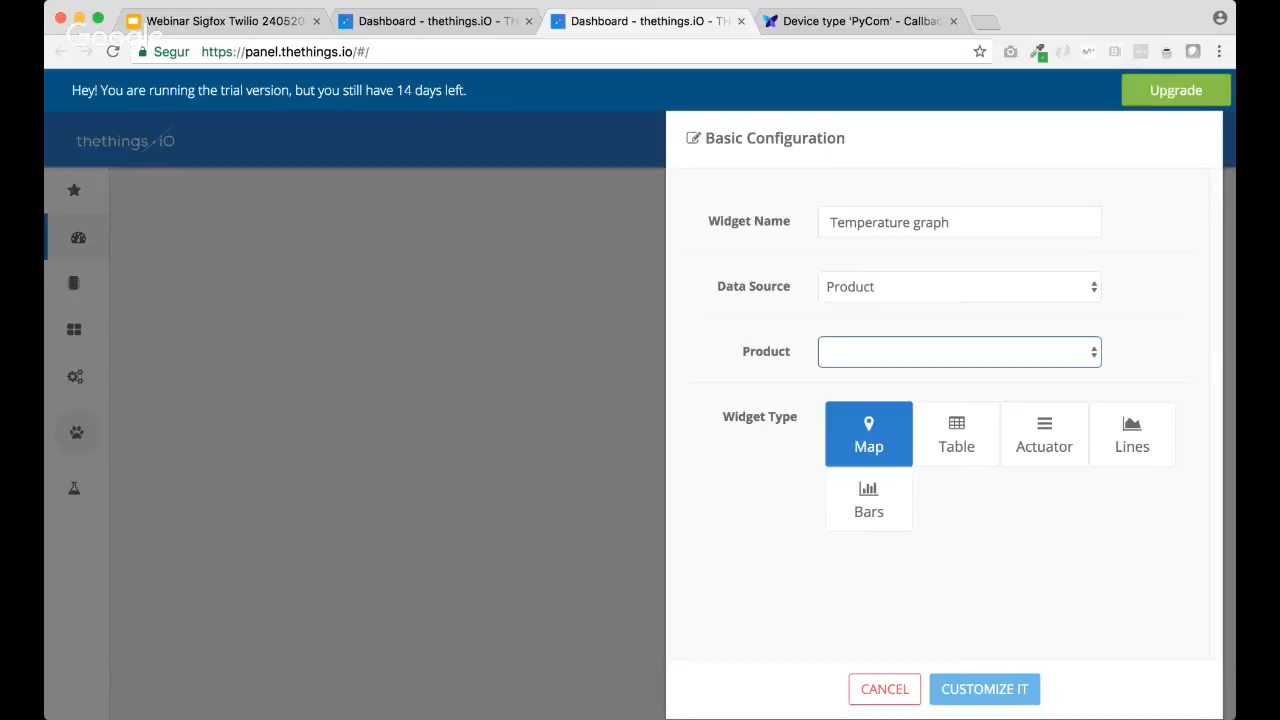 Webinar Sigfox Twilio 240520
Dashboard - thethings.iO - Th
Dashboard - thethings.iO - TH
Device type 'PyCom' - Callba
Google
Segur
https://panel.thethings.io/#/
Hey! You are running the trial version, but you still have 14 days left.
Upgrade
thethings.iO
Basic Configuration
Widget Name
Temperature graph
Data Source
Product
Product
Widget Type
Map
Table
Actuator
Lines
Bars
CANCEL
CUSTOMIZE IT